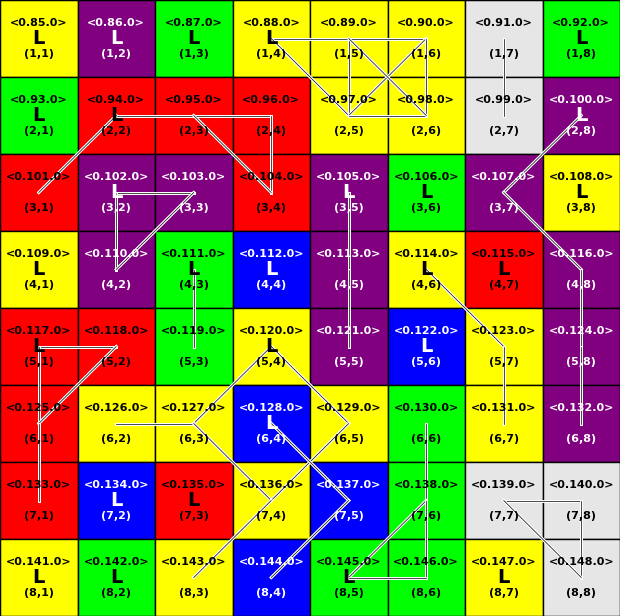 <0.85.0> <0.86.0> <0.87.0> <0.88.0> <0.89.0> <0.90.0> <0.91.0> <0.92.0>
L L L L L
(1,1) (1,2) (1,3) (1,4) (1,5) (1,6) (1,7) (1,8)
<0.93.0> <0.94.0> <0.95.0> <0.96.0> <0.97.0> <0.98.0> <0.99.0> <0.100.0>
L L L
(2,1) (2,2) (2,3) (2,4) (2,5) (2,6) (2,7) (2,8)
<0.101.0> <0.102.0> <0.103.0> <0.104.0> <0.105.0> <0.106.0> <0.107.0> <0.108.0>
L L L L
(3,1) (3,2) (3,3) (3,4) (3,5) (3,6) (3,7) (3,8)
<0.109.0> <0.110.0> <0.111.0> <0.112.0> <0.113.0> <0.114.0> <0.115.0> <0.116.0>
L L L L L
(4,1) (4,2) (4,3) (4,4) (4,5) (4,6) (4,7) (4,8)
<0.117.0> <0.118.0> <0.119.0> <0.120.0> <0.121.0> <0.122.0> <0.123.0> <0.124.0>
L L L
(5,1) (5,2) (5,3) (5,4) (5,5) (5,6) (5,7) (5,8)
<0.125.0> <0.126.0> <0.127.0> <0.128.0> <0.129.0> <0.130.0> <0.131.0> <0.132.0>
L
(6,1) (6,2) (6,3) (6,4) (6,5) (6,6) (6,7) (6,8)
<0.133.0> <0.134.0> <0.135.0> <0.136.0> <0.137.0> <0.138.0> <0.139.0> <0.140.0>
L L
(7,1) (7,2) (7,3) (7,4) (7,5) (7,6) (7,7) (7,8)
<0.141.0> <0.142.0> <0.143.0> <0.144.0> <0.145.0> <0.146.0> <0.147.0> <0.148.0>
L L L L
(8,1) (8,2) (8,3) (8,4) (8,5) (8,6) (8,7) (8,8)